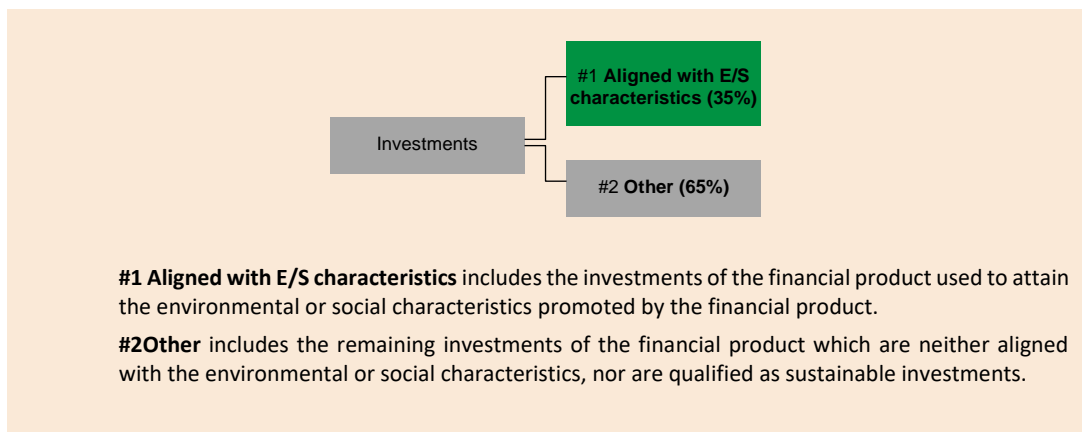 #1 Aligned with E/S
characteristics (35%)
Investments
#2 Other (65%)
#1 Aligned with E/S characteristics includes the investments of the financial product used to attain
the environmental or social characteristics promoted by the financial product.
#2Other includes the remaining investments of the financial product which are neither aligned
with the environmental or social characteristics, nor are qualified as sustainable investments.